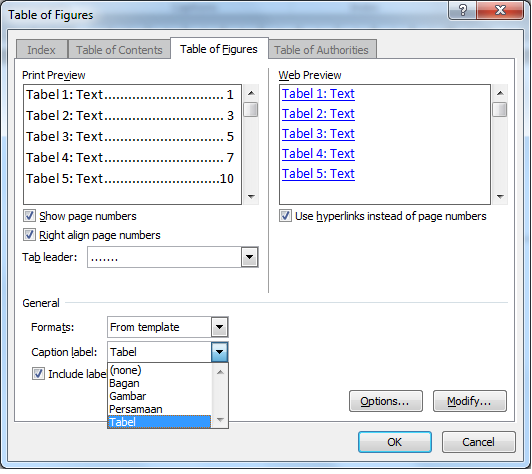 Table of Figures
Index
Table of Contents
Table of Figures
Table of Authorities
Print Preview
Tabel 1: Text....................... 1
Tabel 2: Text....................... 3
Tabel 3: Text....................... 5
Tabel 4: Text....................... 7
Tabel 5: Text.......................10
Show page numbers
Right align page numbers
Tab leader: .......
Web Preview
Tabel 1: Text
Tabel 2: Text
Tabel 3: Text
Tabel 4: Text
Tabel 5: Text
Use hyperlinks instead of page numbers
General
Formats: From template
Caption label: Tabel
(none)
Include labe Bagan
Gambar
Persamaan
Tabel
Options... Modify...
OK Cancel